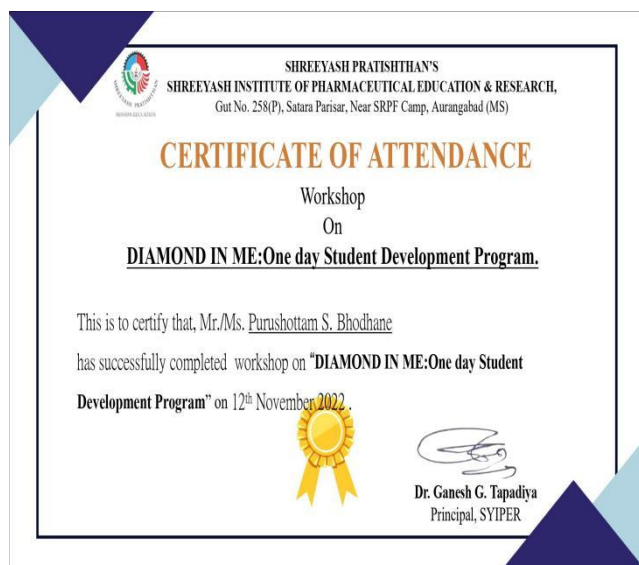 SHREEYASH PRATISHTHAN'S
SHREEYASH INSTITUTE OF PHARMACEUTICAL EDUCATION & RESEARCH,
Gut No. 258(P), Satara Parisar, Near SRPF Camp, Aurangabad (MS)
SHREEYASH PRATISHTHAN
CERTIFICATE OF ATTENDANCE
Workshop
On
DIAMOND IN ME:One day Student Development Program.
This is to certify that, Mr./Ms. Purushottam S. Bhodhane
has successfully completed workshop on "DIAMOND IN ME:One day Student
Development Program" on 12th November 2022 .
Dr. Ganesh G. Tapadiya
Principal, SYIPER